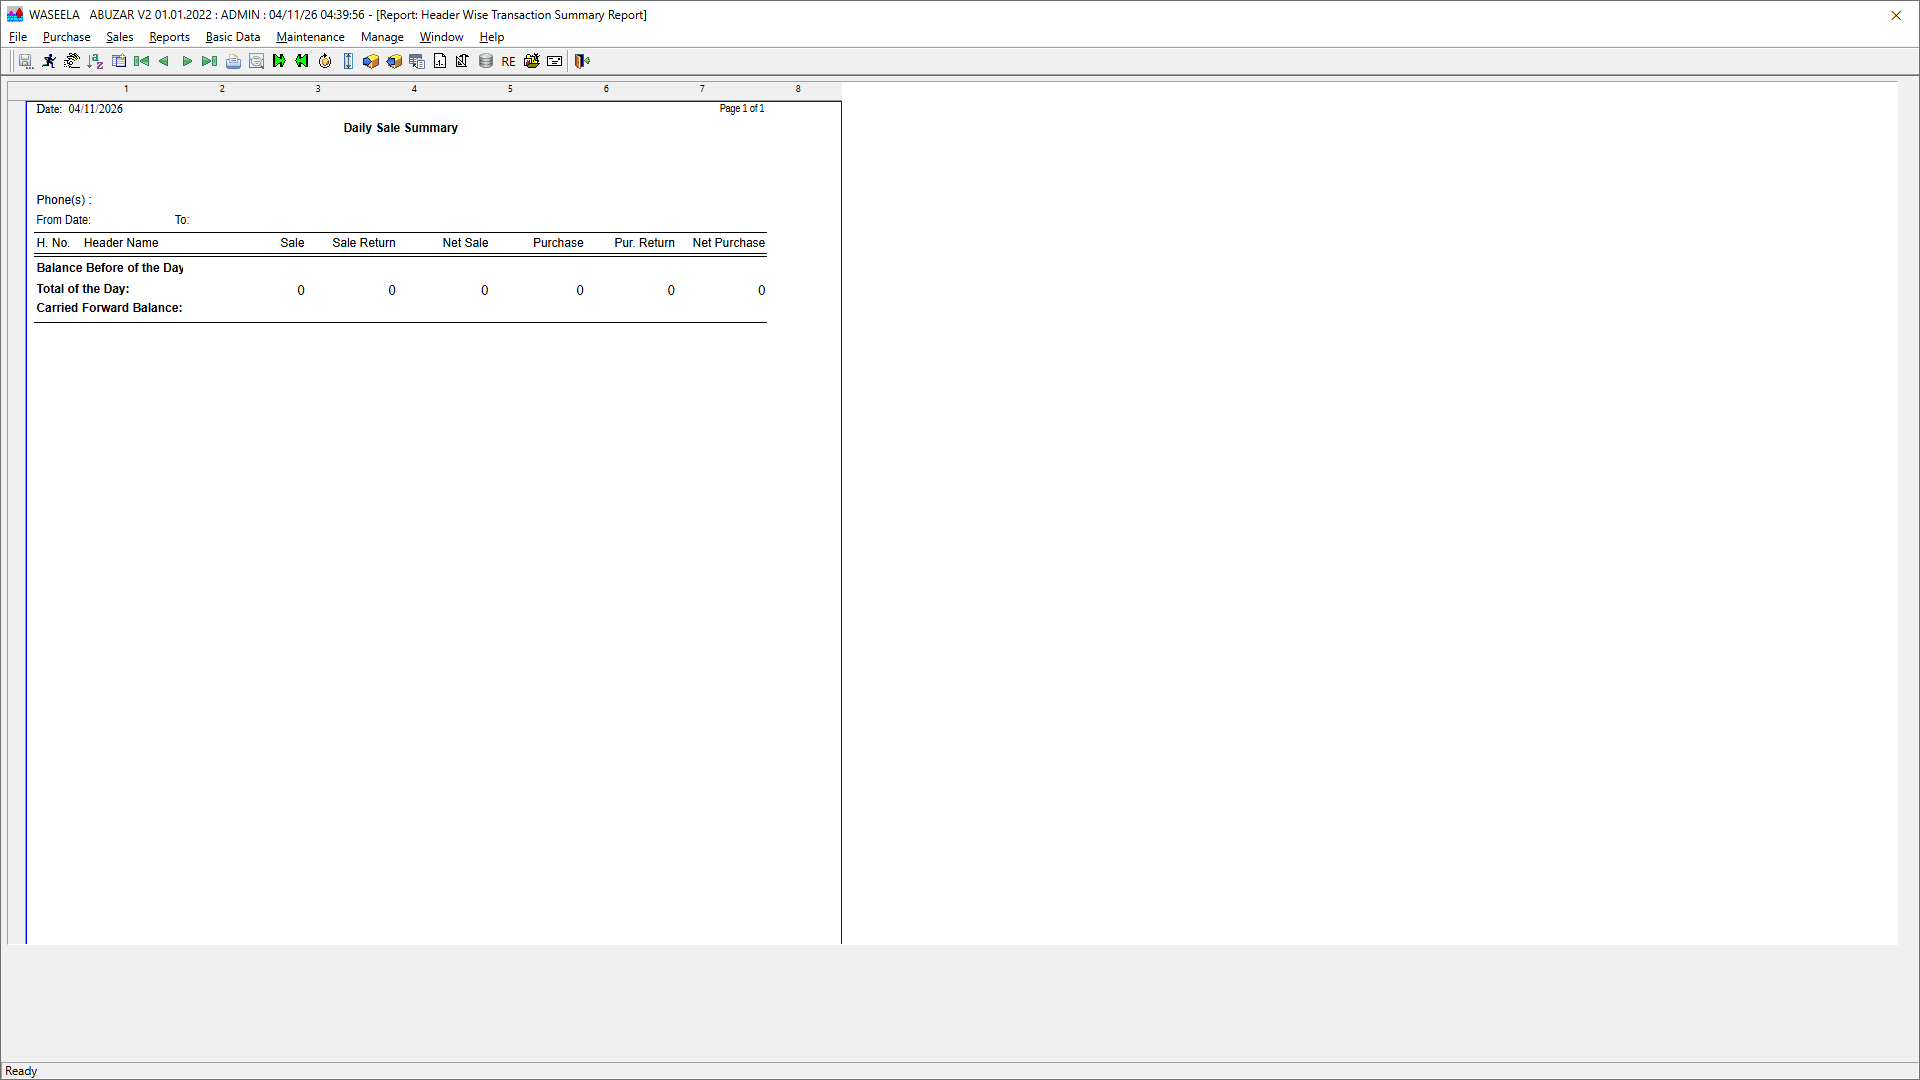 WASEELA   ABUZAR V2 01.01.2022 : ADMIN : 04/11/26 04:39:56 - [Report: Header Wise Transaction Summary Report]
File Purchase Sales Reports Basic Data Maintenance Manage Window Help
RE
1 2 3 4 5 6 7 8
Date: 04/11/2026 Page 1 of 1
Daily Sale Summary
Phone(s) :
From Date: To:
H. No. Header Name Sale Sale Return Net Sale Purchase Pur. Return Net Purchase
Balance Before of the Day
Total of the Day: 0 0 0 0 0 0
Carried Forward Balance:
Ready